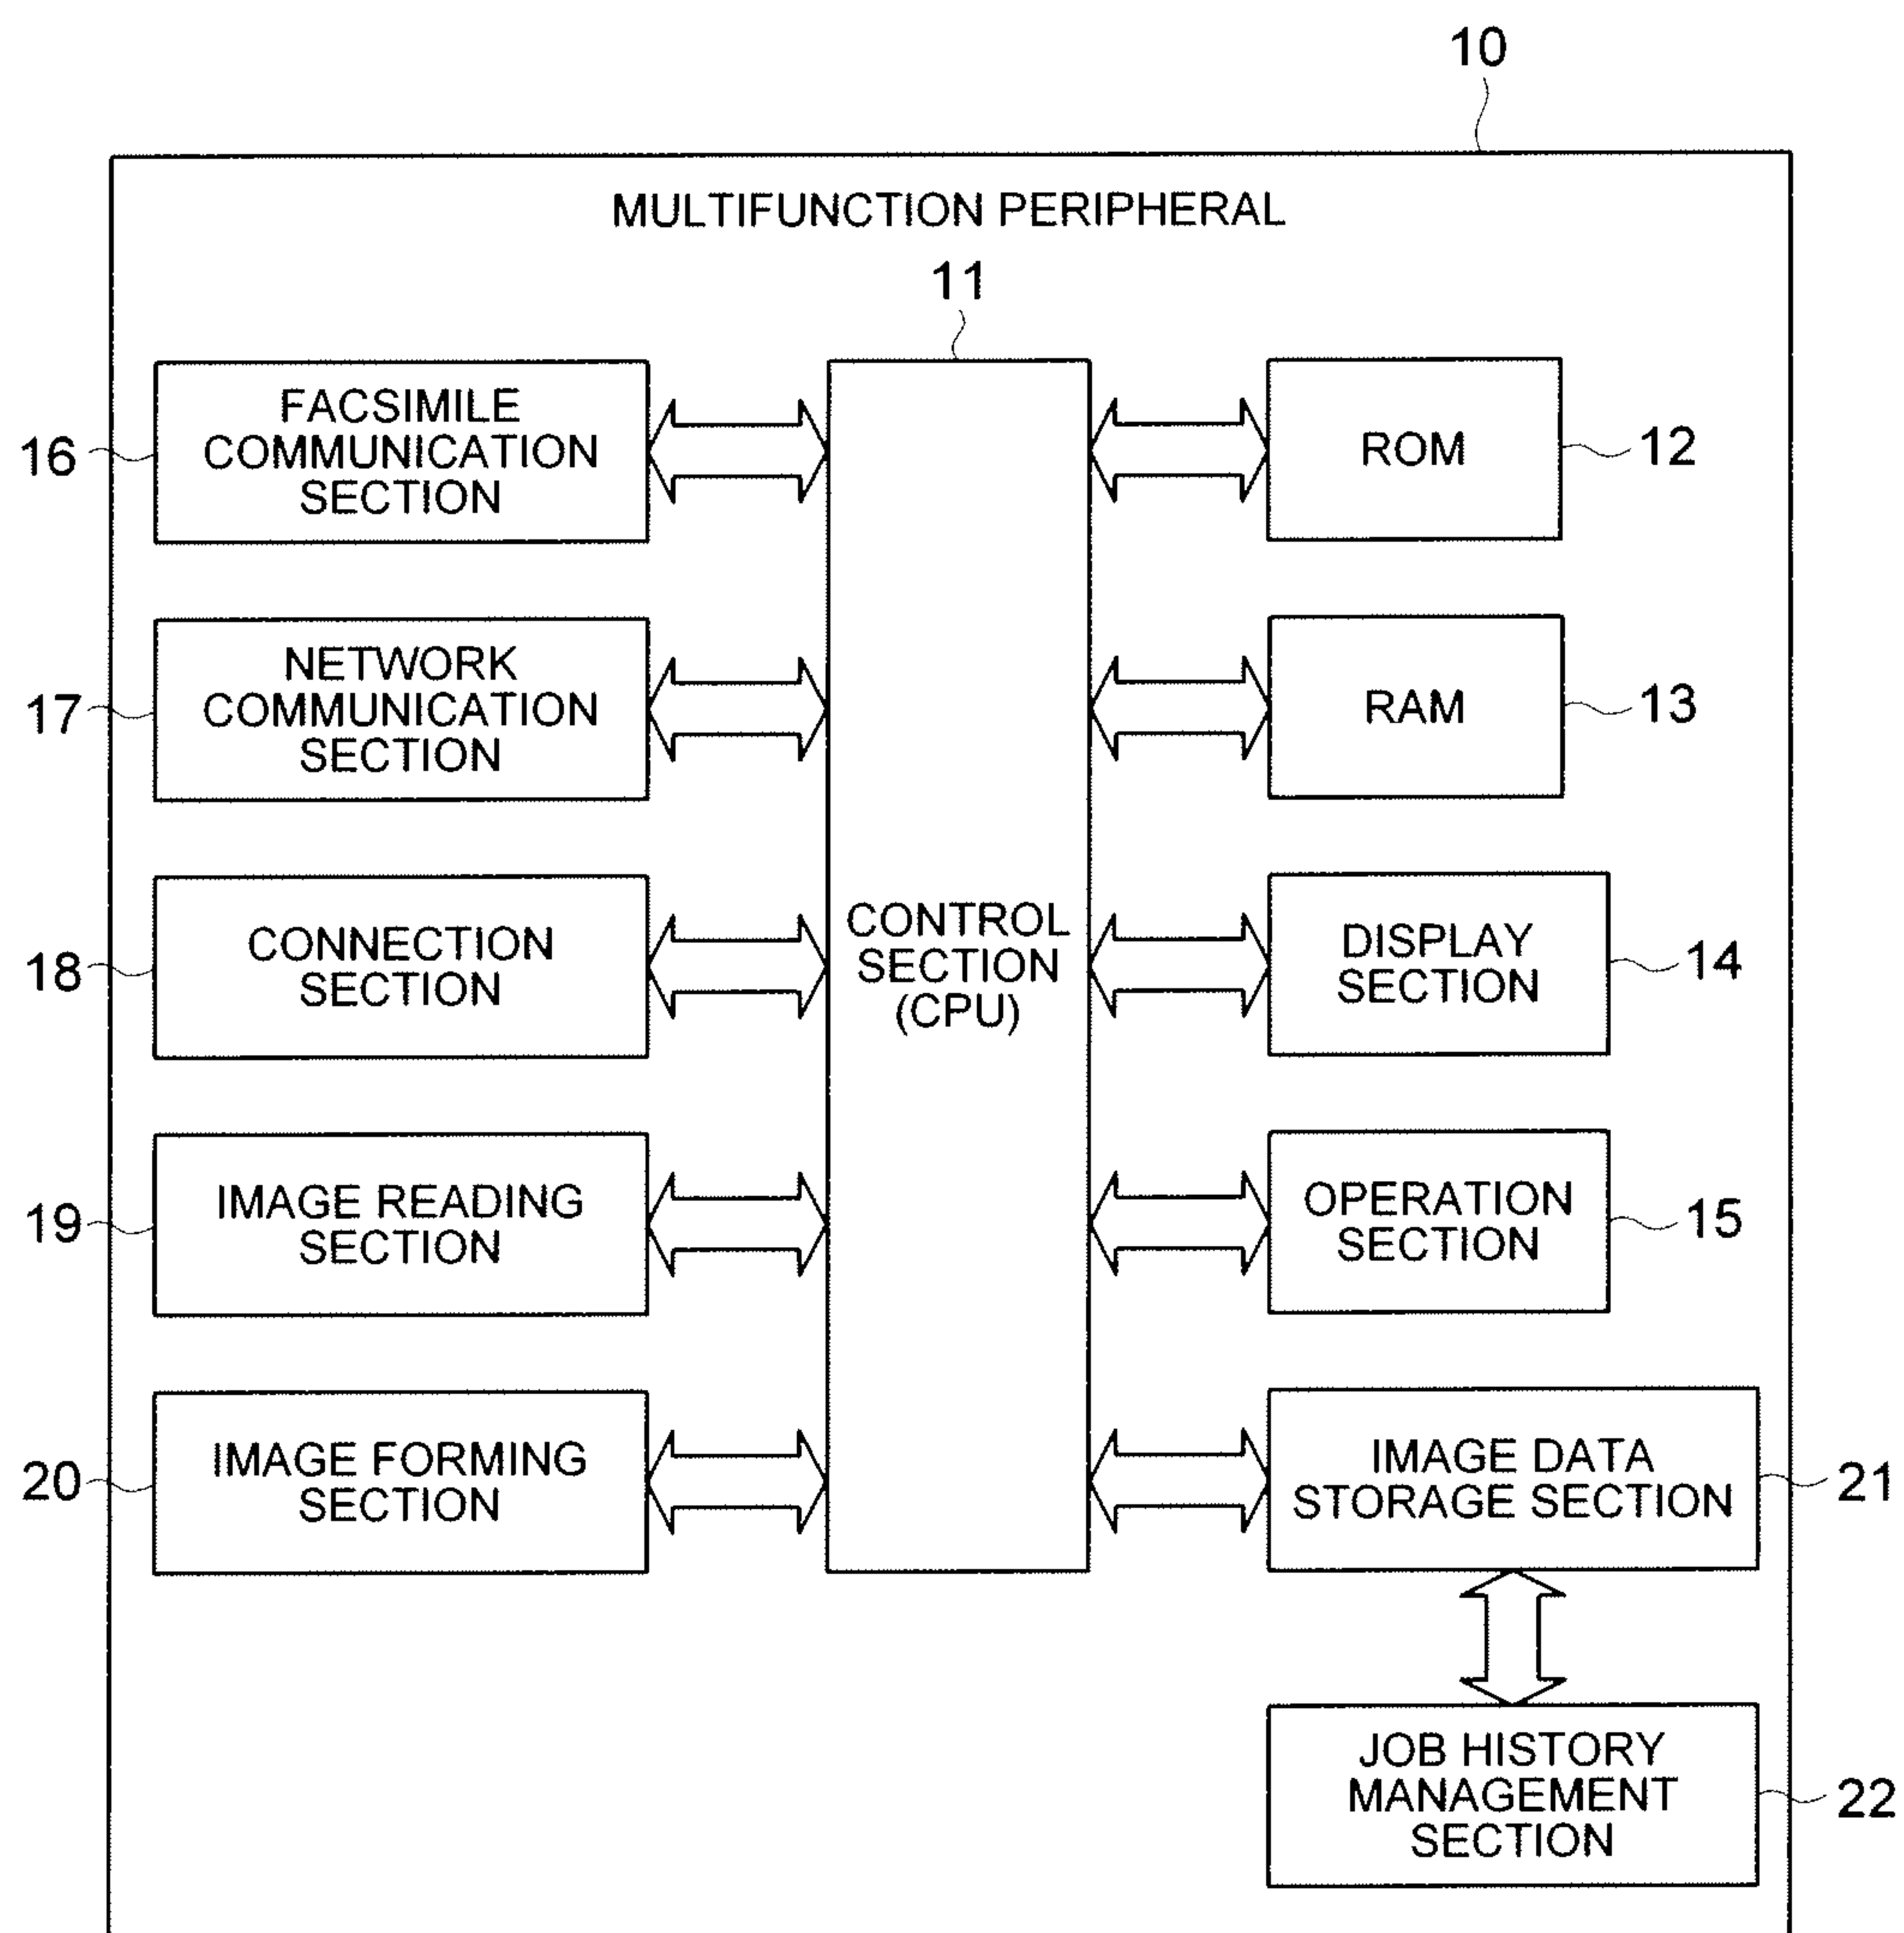 10
MULTIFUNCTION PERIPHERAL
11
16
FACSIMILE
COMMUNICATION
SECTION
ROM
12
17
NETWORK
COMMUNICATION
SECTION
RAM
13
18
CONNECTION
SECTION
CONTROL
SECTION
(CPU)
DISPLAY
SECTION
14
19
IMAGE READING
SECTION
OPERATION
SECTION
15
20
IMAGE FORMING
SECTION
IMAGE DATA
STORAGE SECTION
21
JOB HISTORY
MANAGEMENT
SECTION
22